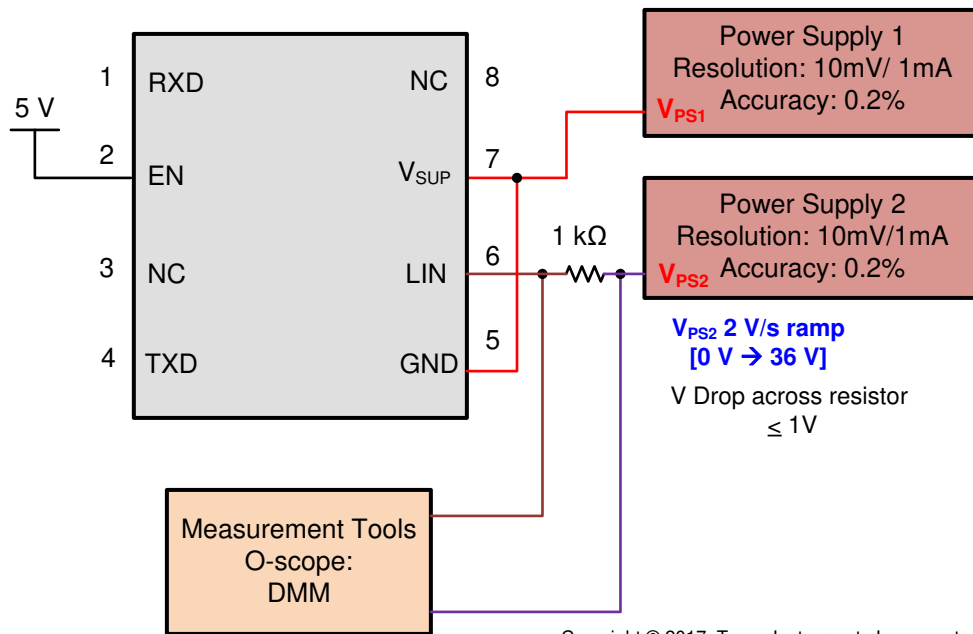 Power Supply 1
Resolution: 10mV/ 1mA
Accuracy: 0.2%
V_PS1
5 V
1 RXD
NC 8
2 EN
V_SUP 7
3 NC
LIN 6
4 TXD
GND 5
1 kΩ
Power Supply 2
Resolution: 10mV/1mA
Accuracy: 0.2%
V_PS2
V_PS2 2 V/s ramp
[0 V → 36 V]
V Drop across resistor
≤ 1V
Measurement Tools
O-scope:
DMM